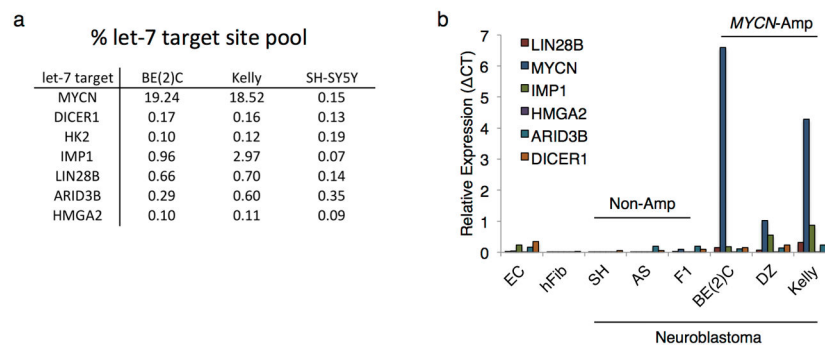 a
% let-7 target site pool
let-7 target BE(2)C Kelly SH-SY5Y
MYCN 19.24 18.52 0.15
DICER1 0.17 0.16 0.13
HK2 0.10 0.12 0.19
IMP1 0.96 2.97 0.07
LIN28B 0.66 0.70 0.14
ARID3B 0.29 0.60 0.35
HMGA2 0.10 0.11 0.09
b
MYCN-Amp
Relative Expression (ΔCT)
7
6
5
4
3
2
1
0
LIN28B
MYCN
IMP1
HMGA2
ARID3B
DICER1
Non-Amp
EC hFib SH AS F1 BE(2)C DZ Kelly
Neuroblastoma